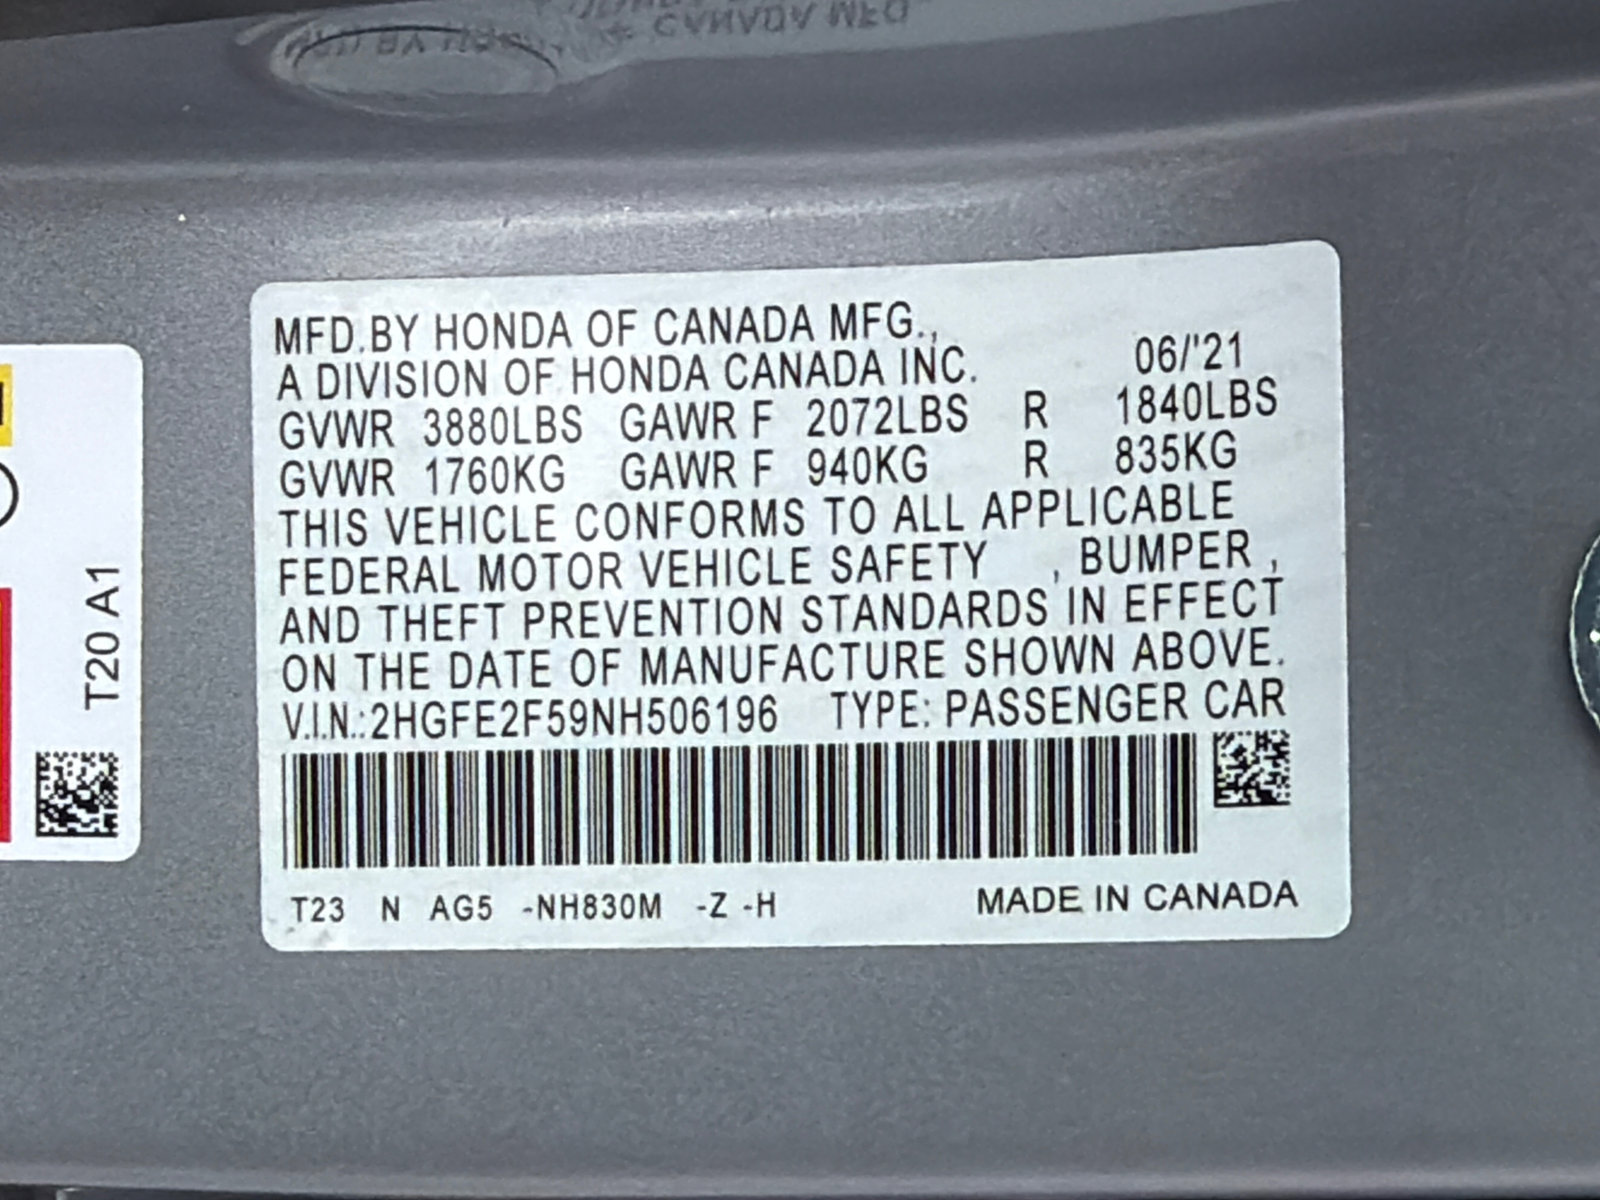 MFD.BY HONDA OF CANADA MFG.,
A DIVISION OF HONDA CANADA INC. 06/'21
GVWR 3880LBS GAWR F 2072LBS R 1840LBS
GVWR 1760KG GAWR F 940KG R 835KG
THIS VEHICLE CONFORMS TO ALL APPLICABLE
FEDERAL MOTOR VEHICLE SAFETY , BUMPER ,
AND THEFT PREVENTION STANDARDS IN EFFECT
ON THE DATE OF MANUFACTURE SHOWN ABOVE.
V.I.N.:2HGFE2F59NH506196 TYPE: PASSENGER CAR
T23 N AG5 -NH830M -Z -H MADE IN CANADA
T20 A1